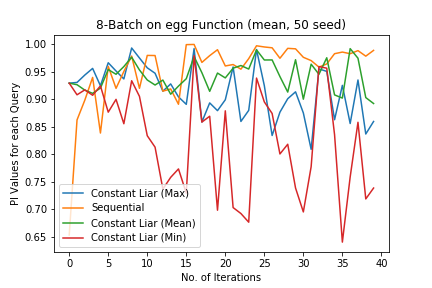 8-Batch on egg Function (mean, 50 seed)
PI Values for each Query
1.00
0.95
0.90
0.85
0.80
0.75
0.70
0.65
Constant Liar (Max)
Sequential
Constant Liar (Mean)
Constant Liar (Min)
0 5 10 15 20 25 30 35 40
No. of Iterations